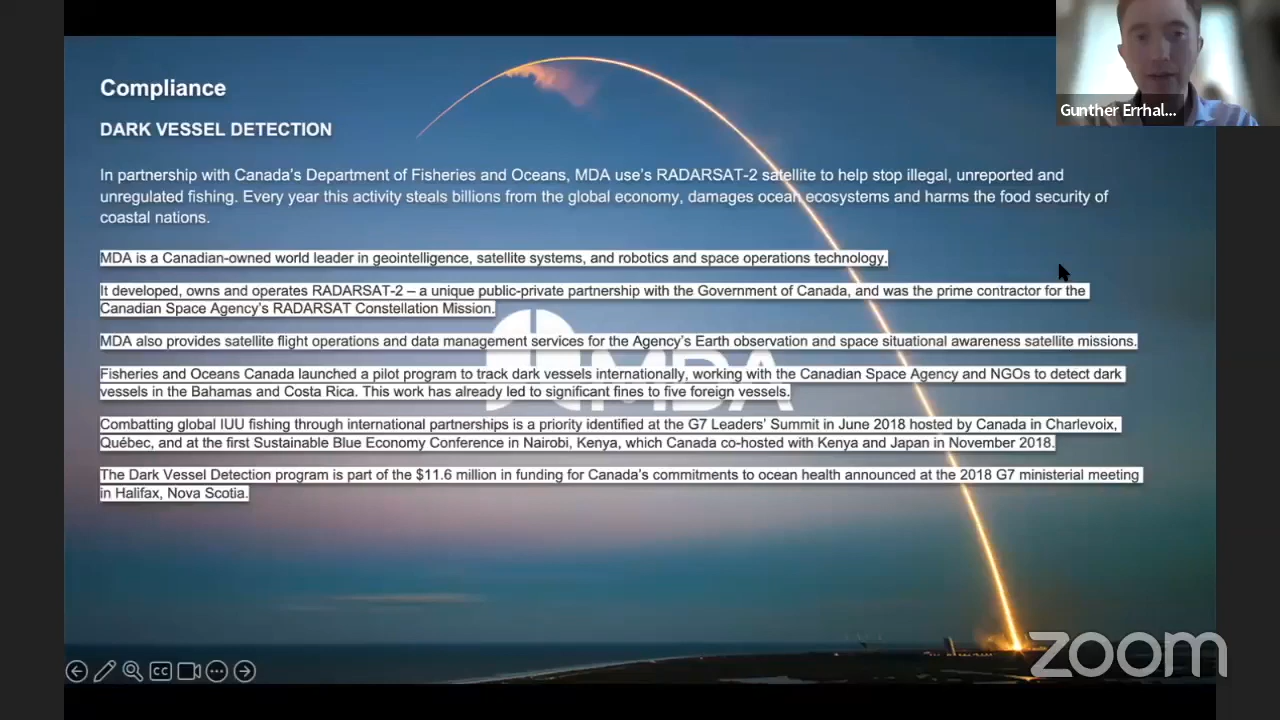 Compliance
DARK VESSEL DETECTION
In partnership with Canada's Department of Fisheries and Oceans, MDA use's RADARSAT-2 satellite to help stop illegal, unreported and
unregulated fishing. Every year this activity steals billions from the global economy, damages ocean ecosystems and harms the food security of
coastal nations.
MDA is a Canadian-owned world leader in geointelligence, satellite systems, and robotics and space operations technology.
It developed, owns and operates RADARSAT-2 – a unique public-private partnership with the Government of Canada, and was the prime contractor for the
Canadian Space Agency's RADARSAT Constellation Mission.
MDA also provides satellite flight operations and data management services for the Agency's Earth observation and space situational awareness satellite missions.
Fisheries and Oceans Canada launched a pilot program to track dark vessels internationally, working with the Canadian Space Agency and NGOs to detect dark
vessels in the Bahamas and Costa Rica. This work has already led to significant fines to five foreign vessels.
Combatting global IUU fishing through international partnerships is a priority identified at the G7 Leaders' Summit in June 2018 hosted by Canada in Charlevoix,
Québec, and at the first Sustainable Blue Economy Conference in Nairobi, Kenya, which Canada co-hosted with Kenya and Japan in November 2018.
The Dark Vessel Detection program is part of the $11.6 million in funding for Canada's commitments to ocean health announced at the 2018 G7 ministerial meeting
in Halifax, Nova Scotia.
MDA
Gunther Errhal...
CC
zoom